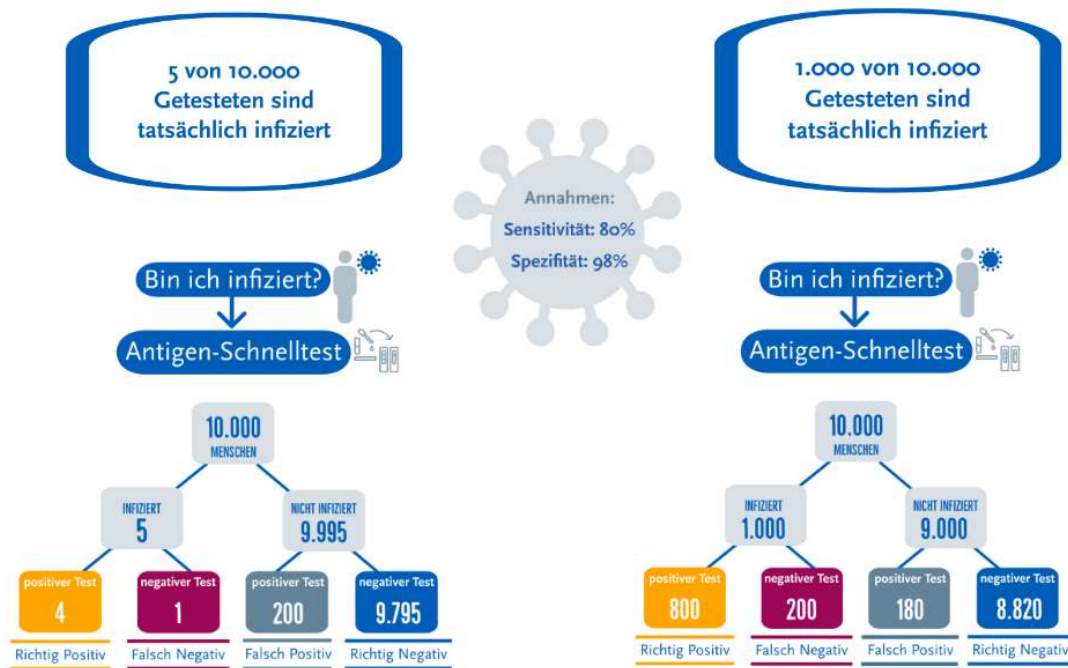 5 von 10.000
Getesteten sind
tatsächlich infiziert
Bin ich infiziert?
Antigen-Schnelltest
10.000
MENSCHEN
INFIZIERT
5
NICHT INFIZIERT
9.995
positiver Test
4
Richtig Positiv
negativer Test
1
Falsch Negativ
positiver Test
200
Falsch Positiv
negativer Test
9.795
Richtig Negativ
Annahmen:
Sensitivität: 80%
Spezifität: 98%
1.000 von 10.000
Getesteten sind
tatsächlich infiziert
Bin ich infiziert?
Antigen-Schnelltest
10.000
MENSCHEN
INFIZIERT
1.000
NICHT INFIZIERT
9.000
positiver Test
800
Richtig Positiv
negativer Test
200
Falsch Negativ
positiver Test
180
Falsch Positiv
negativer Test
8.820
Richtig Negativ